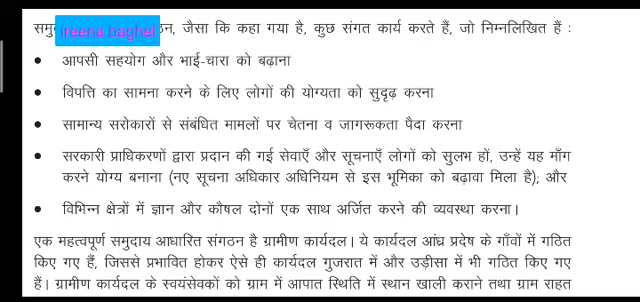 समु ireena baghel ठन, जैसा कि कहा गया है, कुछ संगत कार्य करते हैं, जो निम्नलिखित हैं :
• आपसी सहयोग और भाई-चारा को बढ़ाना
• विपत्ति का सामना करने के लिए लोगों की योग्यता को सुदृढ़ करना
• सामान्य सरोकारों से संबंधित मामलों पर चेतना व जागरूकता पैदा करना
• सरकारी प्राधिकरणों द्वारा प्रदान की गई सेवाएँ और सूचनाएँ लोगों को सुलभ हों, उन्हें यह माँग
करने योग्य बनाना (नए सूचना अधिकार अधिनियम से इस भूमिका को बढ़ावा मिला है); और
• विभिन्न क्षेत्रों में ज्ञान और कौषल दोनों एक साथ अर्जित करने की व्यवस्था करना।
एक महत्वपूर्ण समुदाय आधारित संगठन है ग्रामीण कार्यदल। ये कार्यदल आंध्र प्रदेष के गाँवों में गठित
किए गए हैं, जिससे प्रभावित होकर ऐसे ही कार्यदल गुजरात में और उड़ीसा में भी गठित किए गए
हैं। ग्रामीण कार्यदल के स्वयंसेवकों को ग्राम में आपात स्थिति में स्थान खाली कराने तथा ग्राम राहत